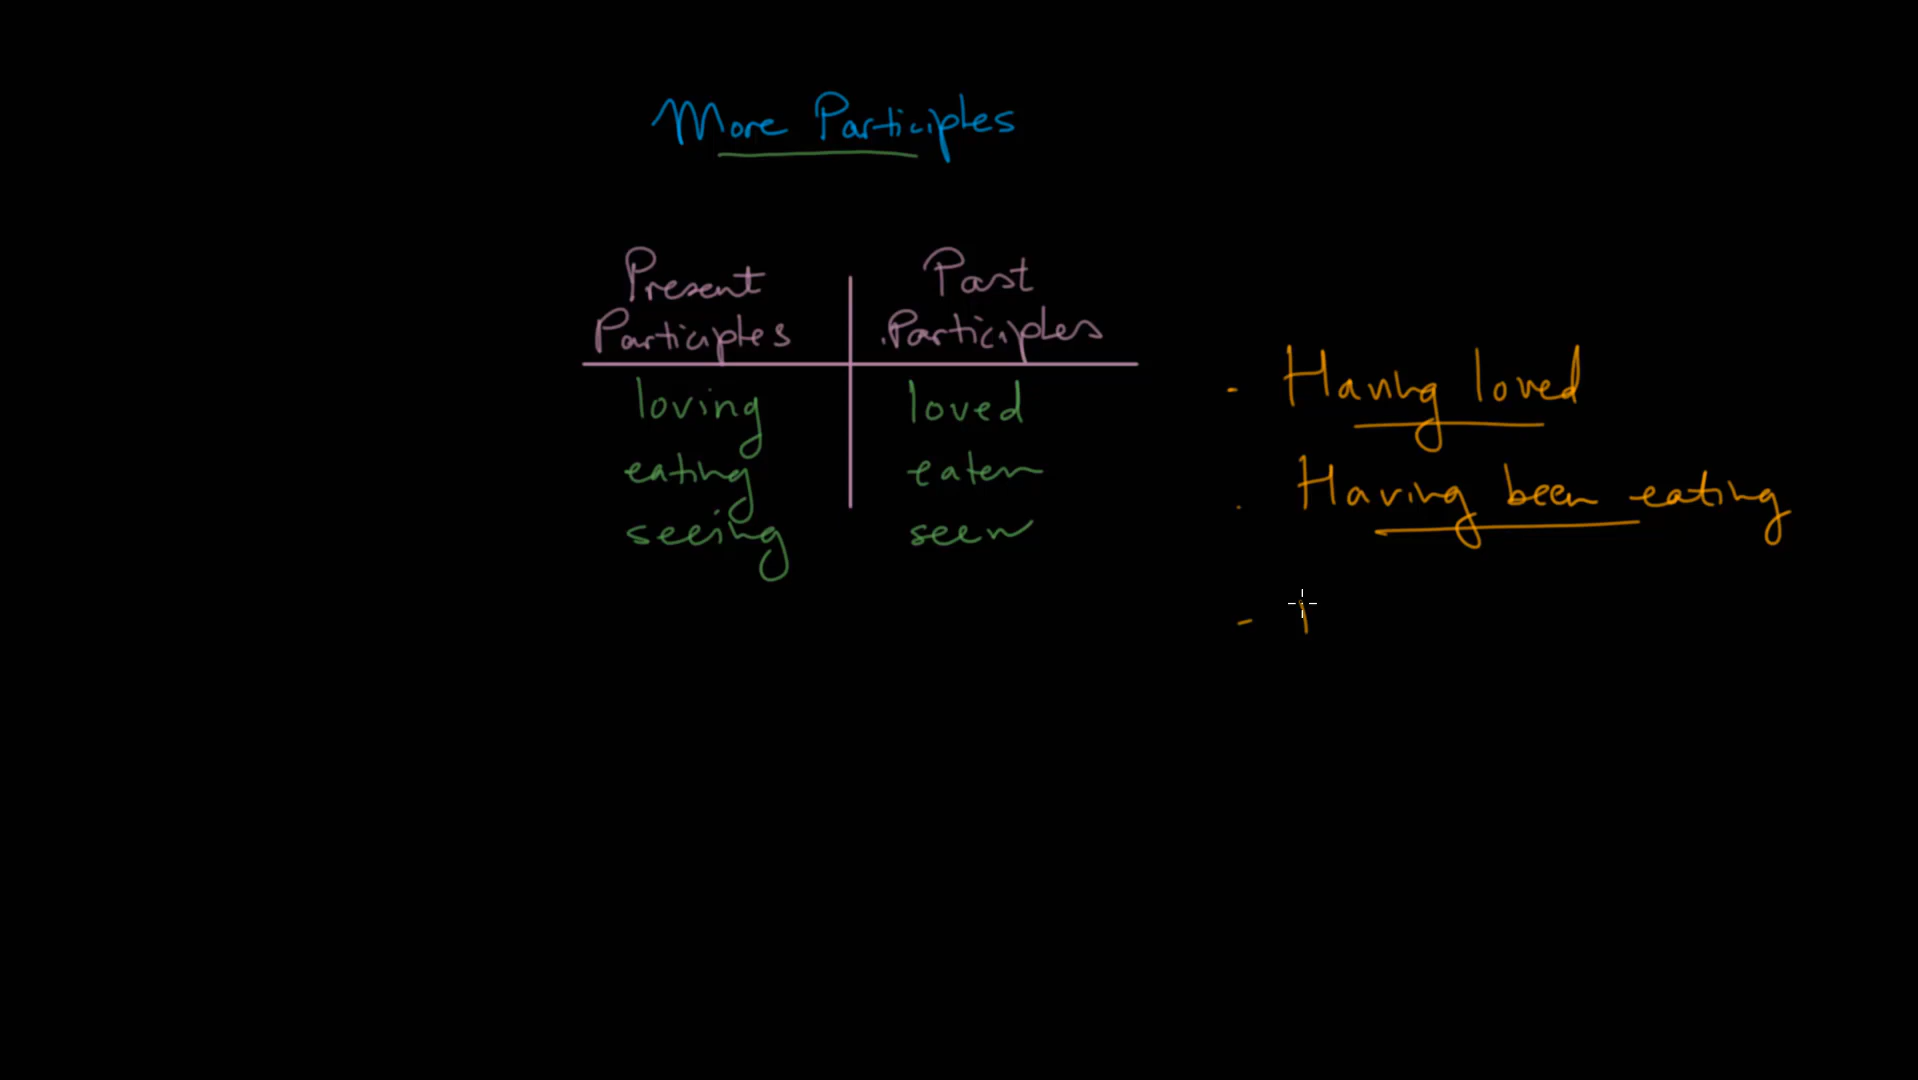 More Participles
Present Participles
Past Participles
loving loved
eating eaten
seeing seen
- Having loved
. Having been eating
-